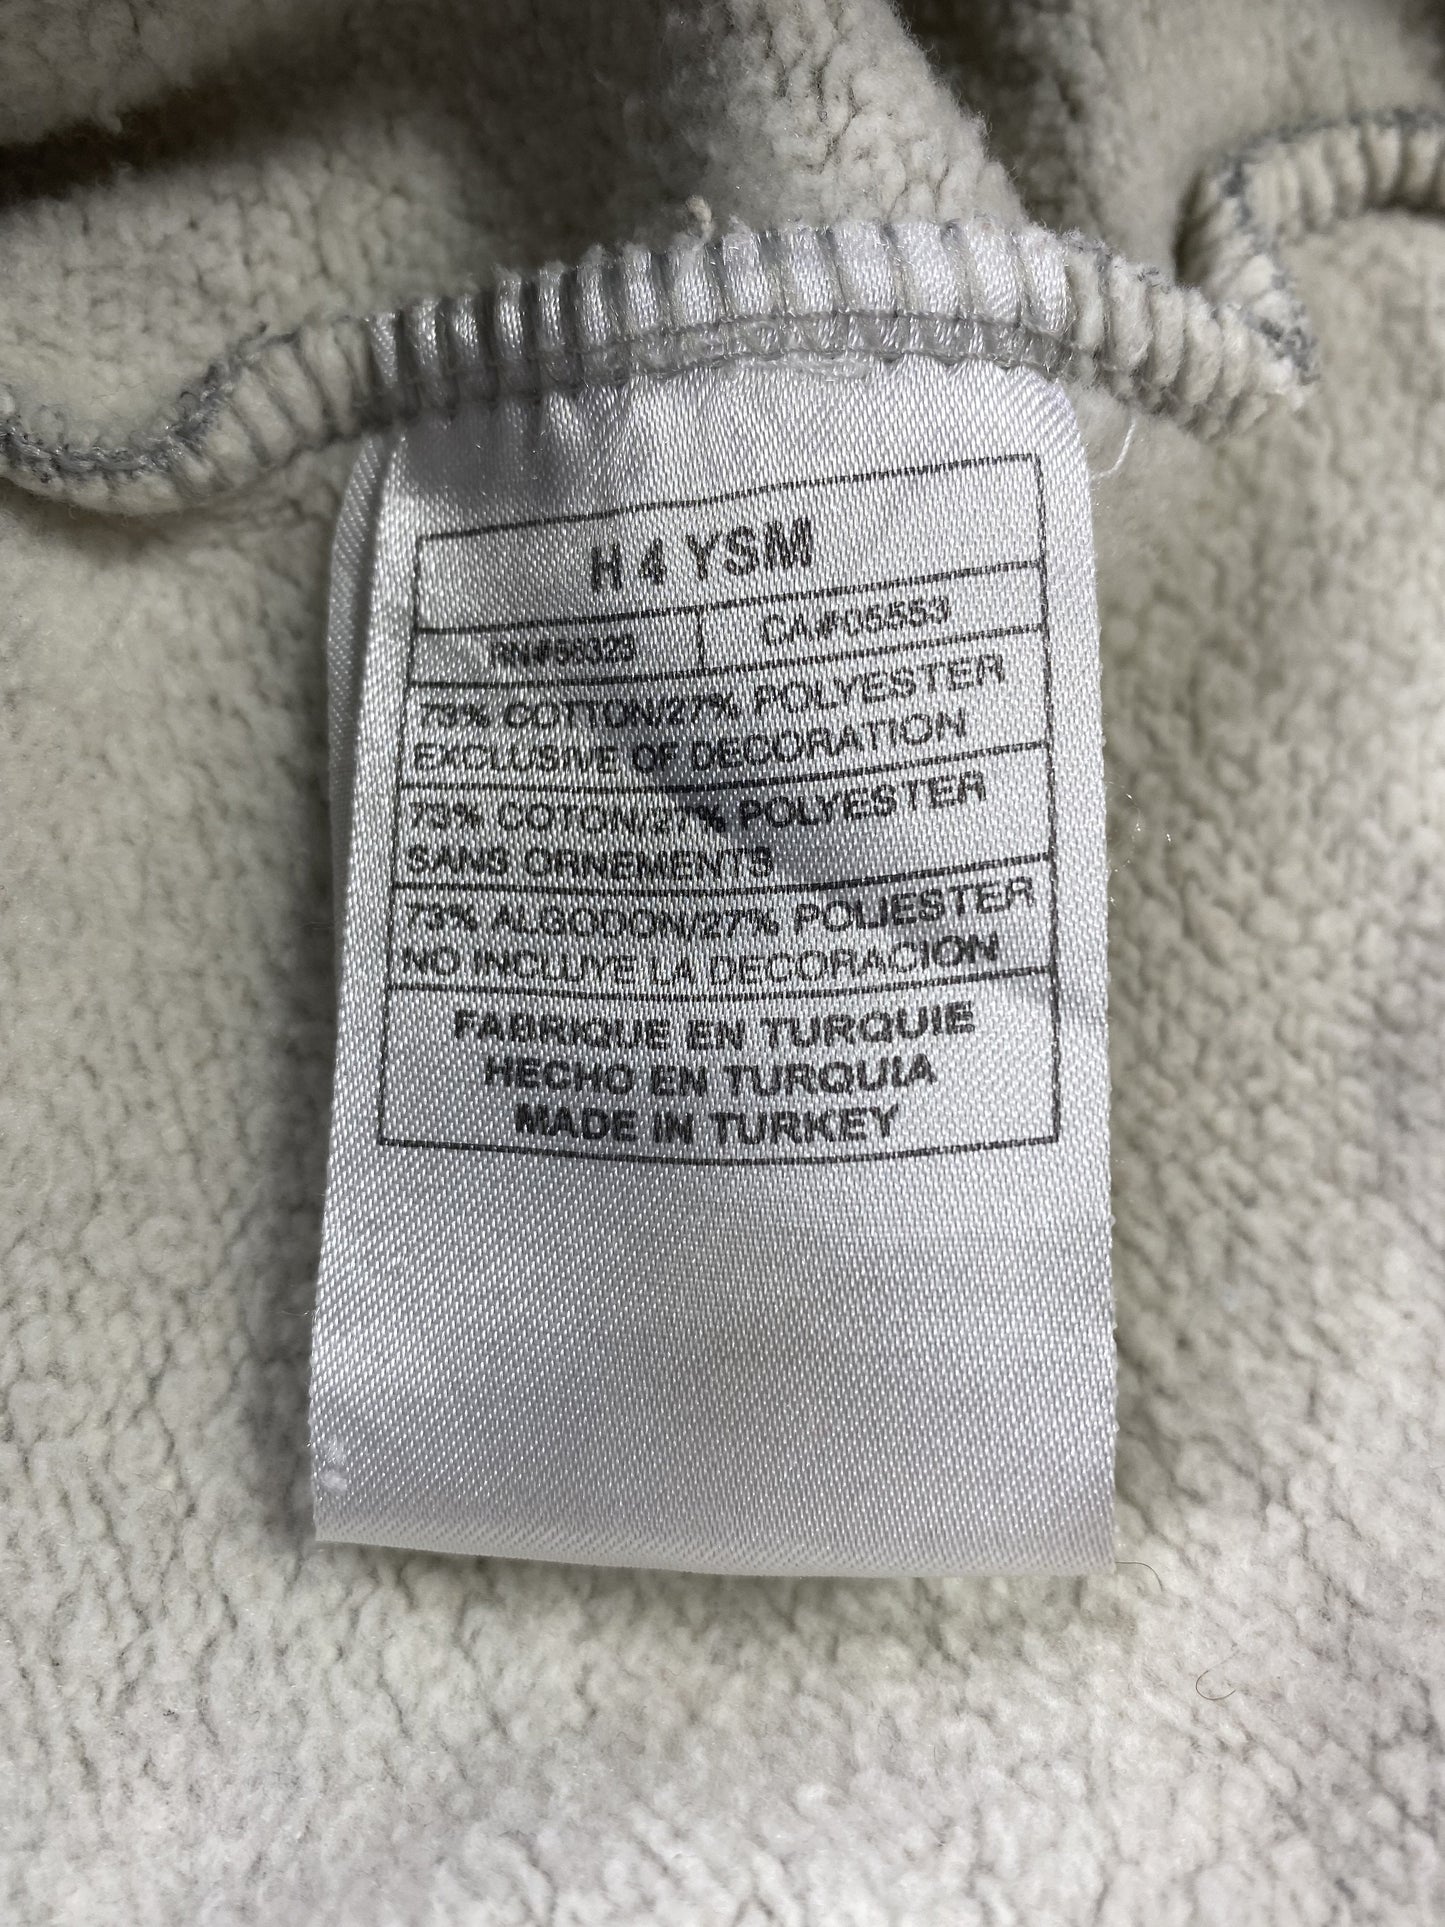 H 4 YSM
RN#56323 CA#05553
73% COTTON/27% POLYESTER
EXCLUSIVE OF DECORATION
73% COTON/27% POLYESTER
SANS ORNEMENTS
73% ALGODON/27% POLIESTER
NO INCLUYE LA DECORACION
FABRIQUE EN TURQUIE
HECHO EN TURQUIA
MADE IN TURKEY